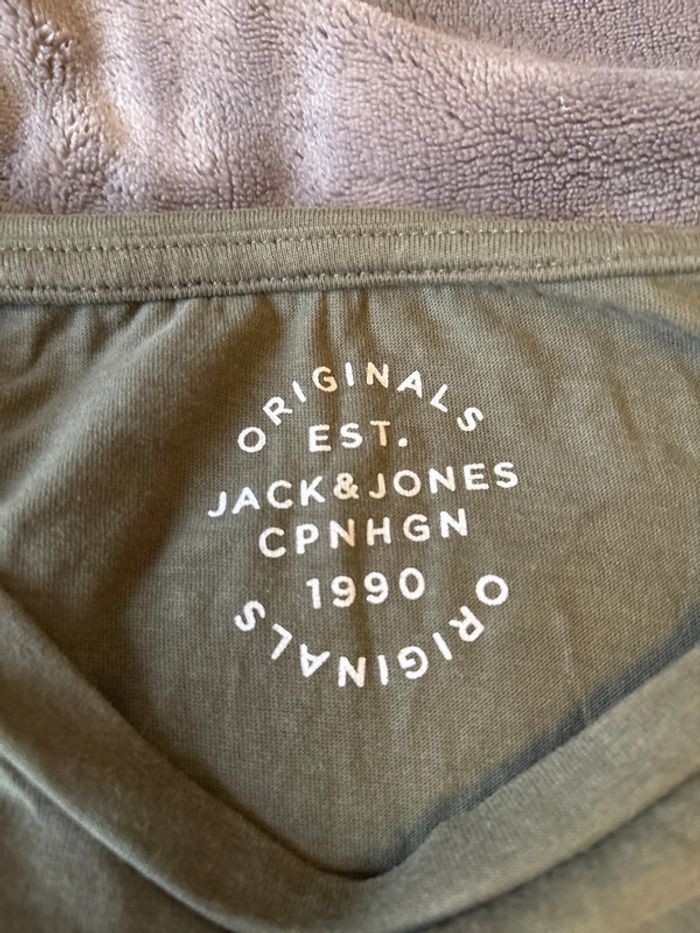 ORIGINALS
EST.
JACK&JONES
CPNHGN
1990
ORIGINALS